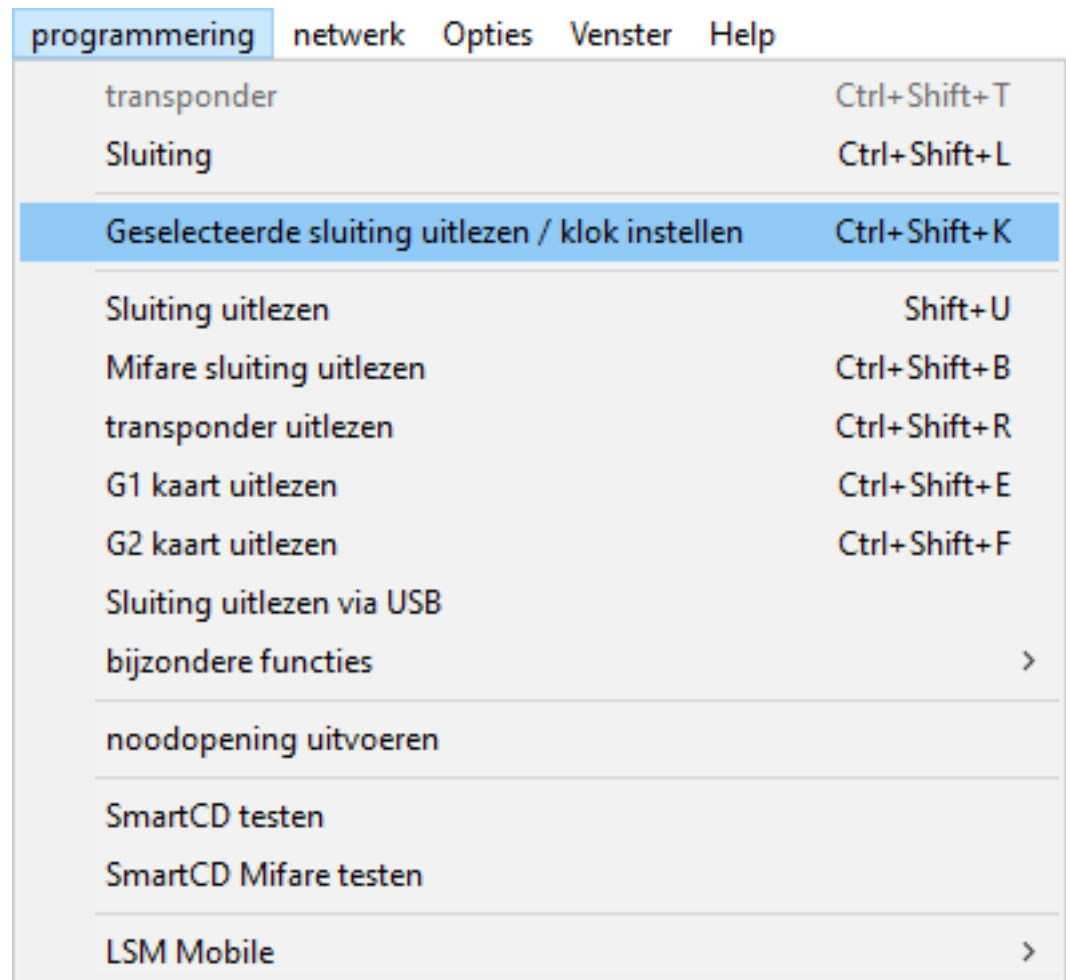 programmering netwerk Opties Venster Help
transponder Ctrl+Shift+T
Sluiting Ctrl+Shift+L
Geselecteerde sluiting uitlezen / klok instellen Ctrl+Shift+K
Sluiting uitlezen Shift+U
Mifare sluiting uitlezen Ctrl+Shift+B
transponder uitlezen Ctrl+Shift+R
G1 kaart uitlezen Ctrl+Shift+E
G2 kaart uitlezen Ctrl+Shift+F
Sluiting uitlezen via USB
bijzondere functies
noodopening uitvoeren
SmartCD testen
SmartCD Mifare testen
LSM Mobile